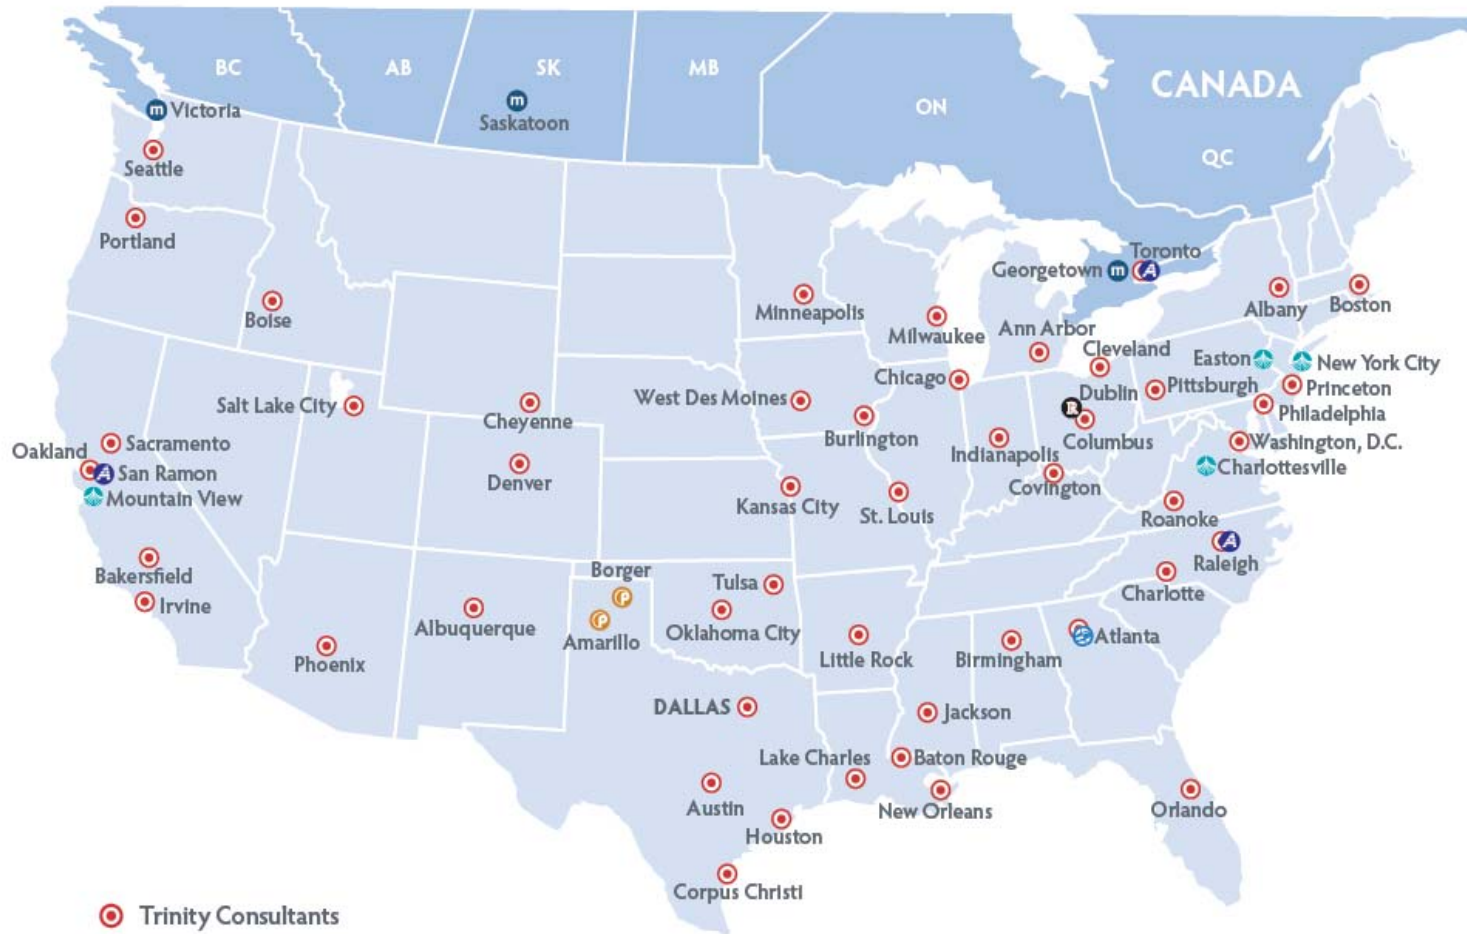 BC
AB
SK
MB
ON
CANADA
QC
m Victoria
m
Saskatoon
Seattle
Portland
Boise
Toronto
Georgetown m A
Minneapolis
Milwaukee
Ann Arbor
Albany
Boston
Cleveland
Easton
New York City
Chicago
Dublin
Pittsburgh
Princeton
Salt Lake City
Cheyenne
West Des Moines
Burlington
R
Columbus
Philadelphia
Oakland
Sacramento
A San Ramon
Mountain View
Denver
Kansas City
St. Louis
Indianapolis
Covington
Washington, D.C.
Charlottesville
Roanoke
A
Raleigh
Bakersfield
Irvine
Borger
P
P
Amarillo
Tulsa
Oklahoma City
Charlotte
Albuquerque
Phoenix
Little Rock
Birmingham
Atlanta
DALLAS
Jackson
Lake Charles
Baton Rouge
Austin
Houston
New Orleans
Orlando
Corpus Christi
Trinity Consultants